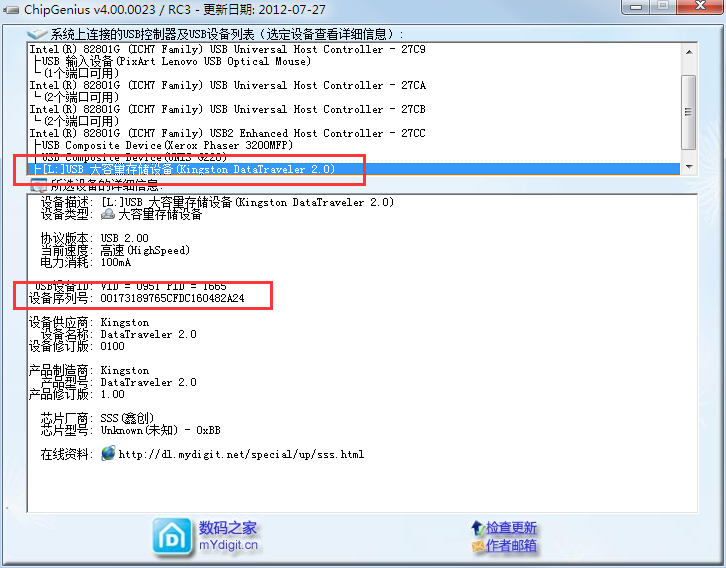 ChipGenius v4.00.0023 / RC3 - 更新日期: 2012-07-27
系统上连接的USB控制器及USB设备列表（选定设备查看详细信息）:
Intel(R) 82801G (ICH7 Family) USB Universal Host Controller - 27C9
├USB 输入设备(PixArt Lenovo USB Optical Mouse)
└(1个端口可用)
Intel(R) 82801G (ICH7 Family) USB Universal Host Controller - 27CA
└(2个端口可用)
Intel(R) 82801G (ICH7 Family) USB Universal Host Controller - 27CB
└(2个端口可用)
Intel(R) 82801G (ICH7 Family) USB2 Enhanced Host Controller - 27CC
├USB Composite Device(Xerox Phaser 3200MFP)
├USB Composite Device(UNIS G220)
├[L:]USB 大容量存储设备(Kingston DataTraveler 2.0)
所选设备的详细信息:
设备描述: [L:]USB 大容量存储设备(Kingston DataTraveler 2.0)
设备类型: 大容量存储设备
协议版本: USB 2.00
当前速度: 高速(HighSpeed)
电力消耗: 100mA
USB设备ID: VID = 0951 PID = 1665
设备序列号: 00173189765CFDC160482A24
设备供应商: Kingston
设备名称: DataTraveler 2.0
设备修订版: 0100
产品制造商: Kingston
产品型号: DataTraveler 2.0
产品修订版: 1.00
芯片厂商: SSS(鑫创)
芯片型号: Unknown(未知) - 0xBB
在线资料: http://dl.mydigit.net/special/up/sss.html
数码之家
mYdigit.cn
检查更新
作者邮箱